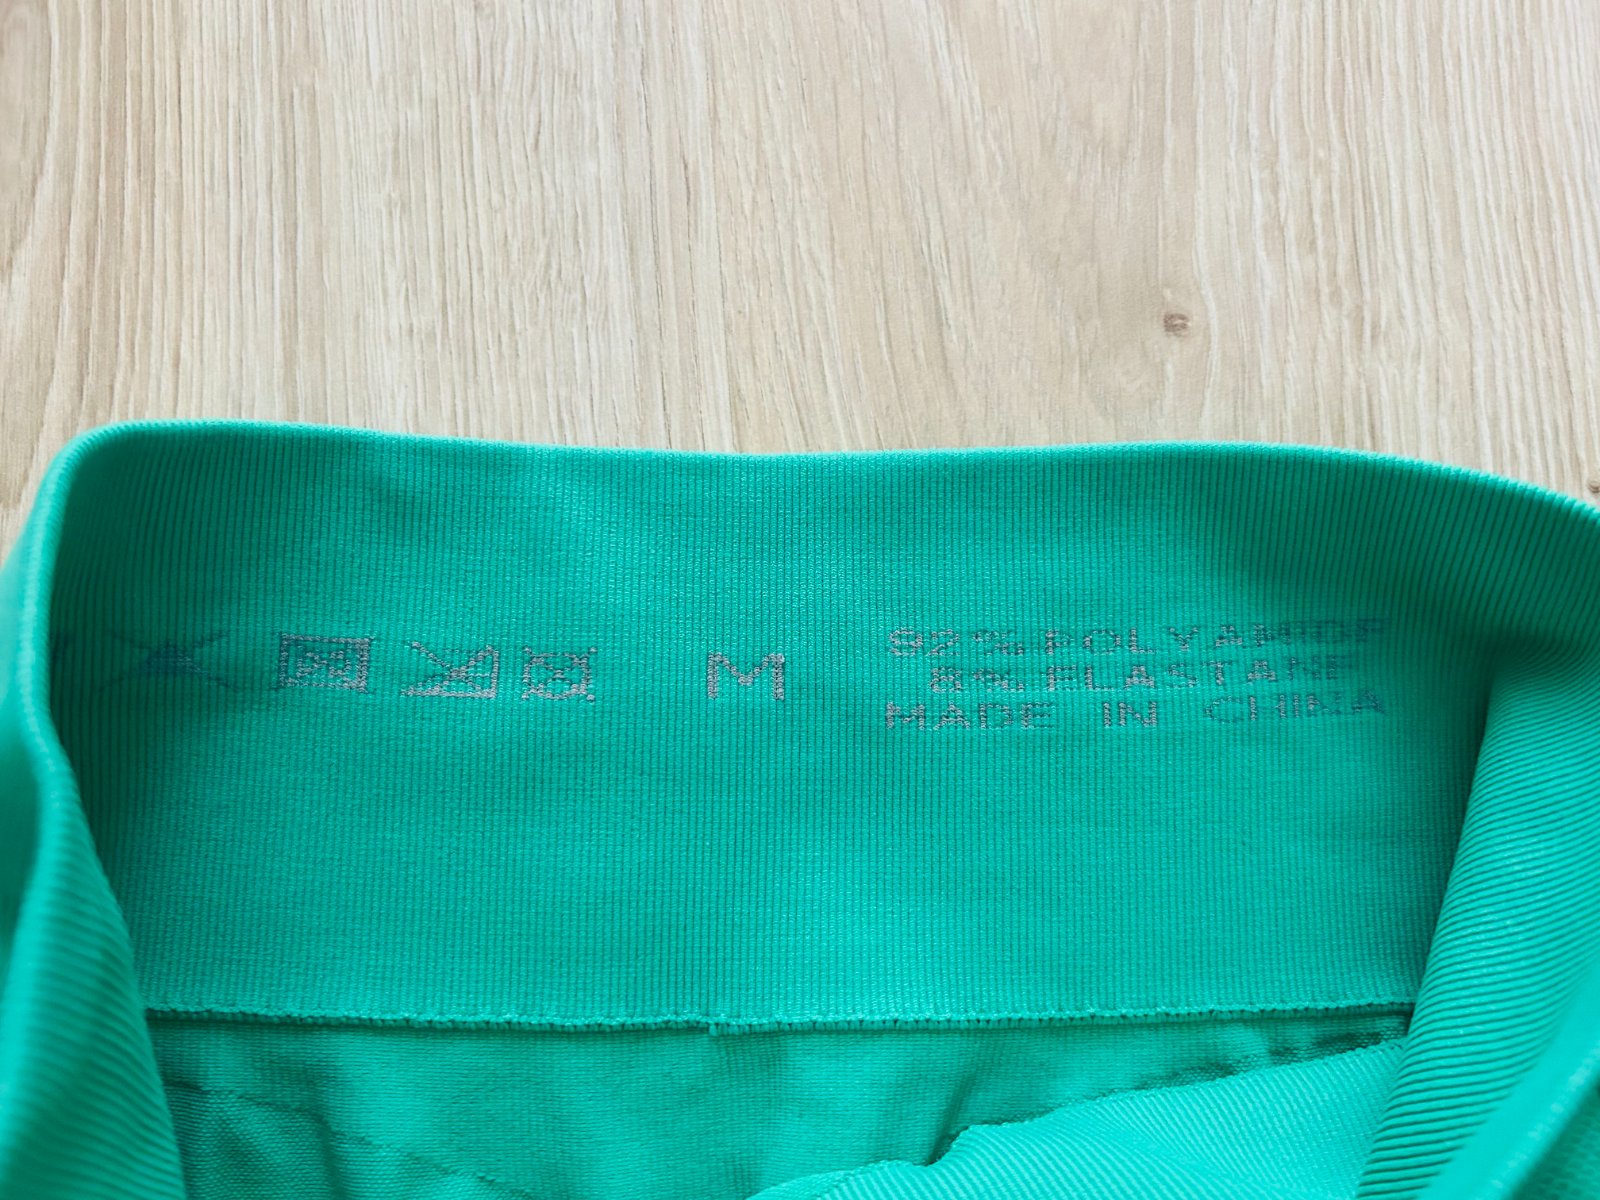 M
92% POLYAMIDE
8% ELASTANE
MADE IN CHINA